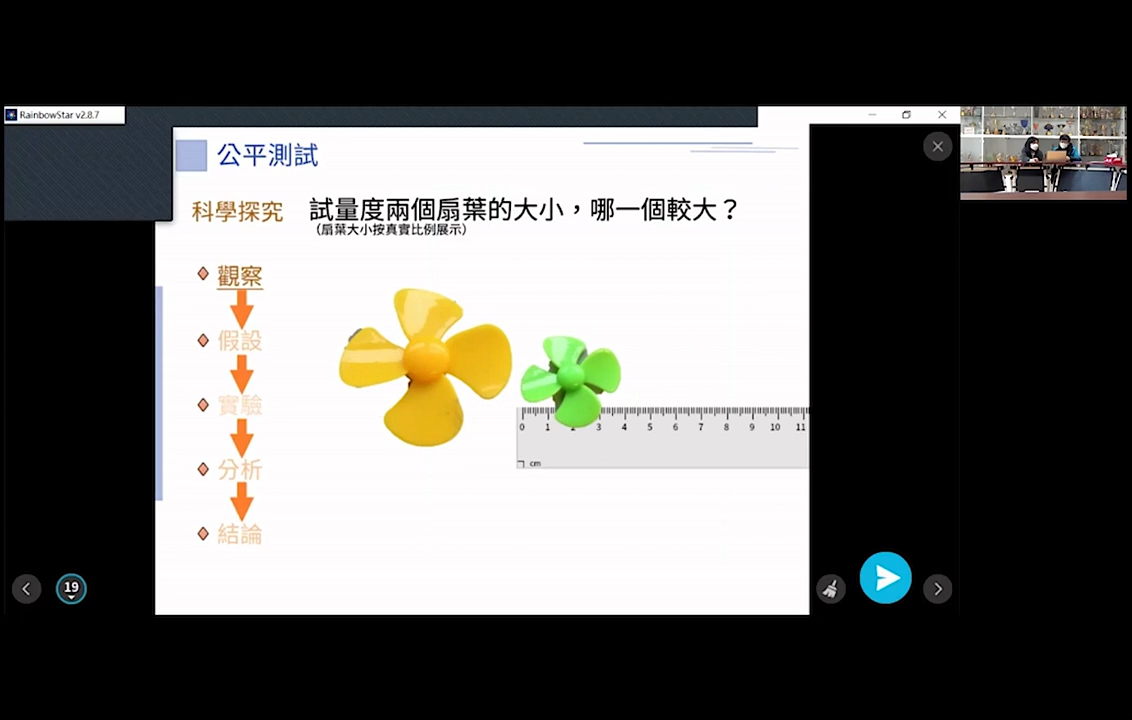 RainbowStar v2.8.7
公平測試
科學探究
試量度兩個扇葉的大小，哪一個較大？
（扇葉大小按真實比例展示）
觀察
假設
實驗
分析
結論
0 1 2 3 4 5 6 7 8 9 10 11
cm
19